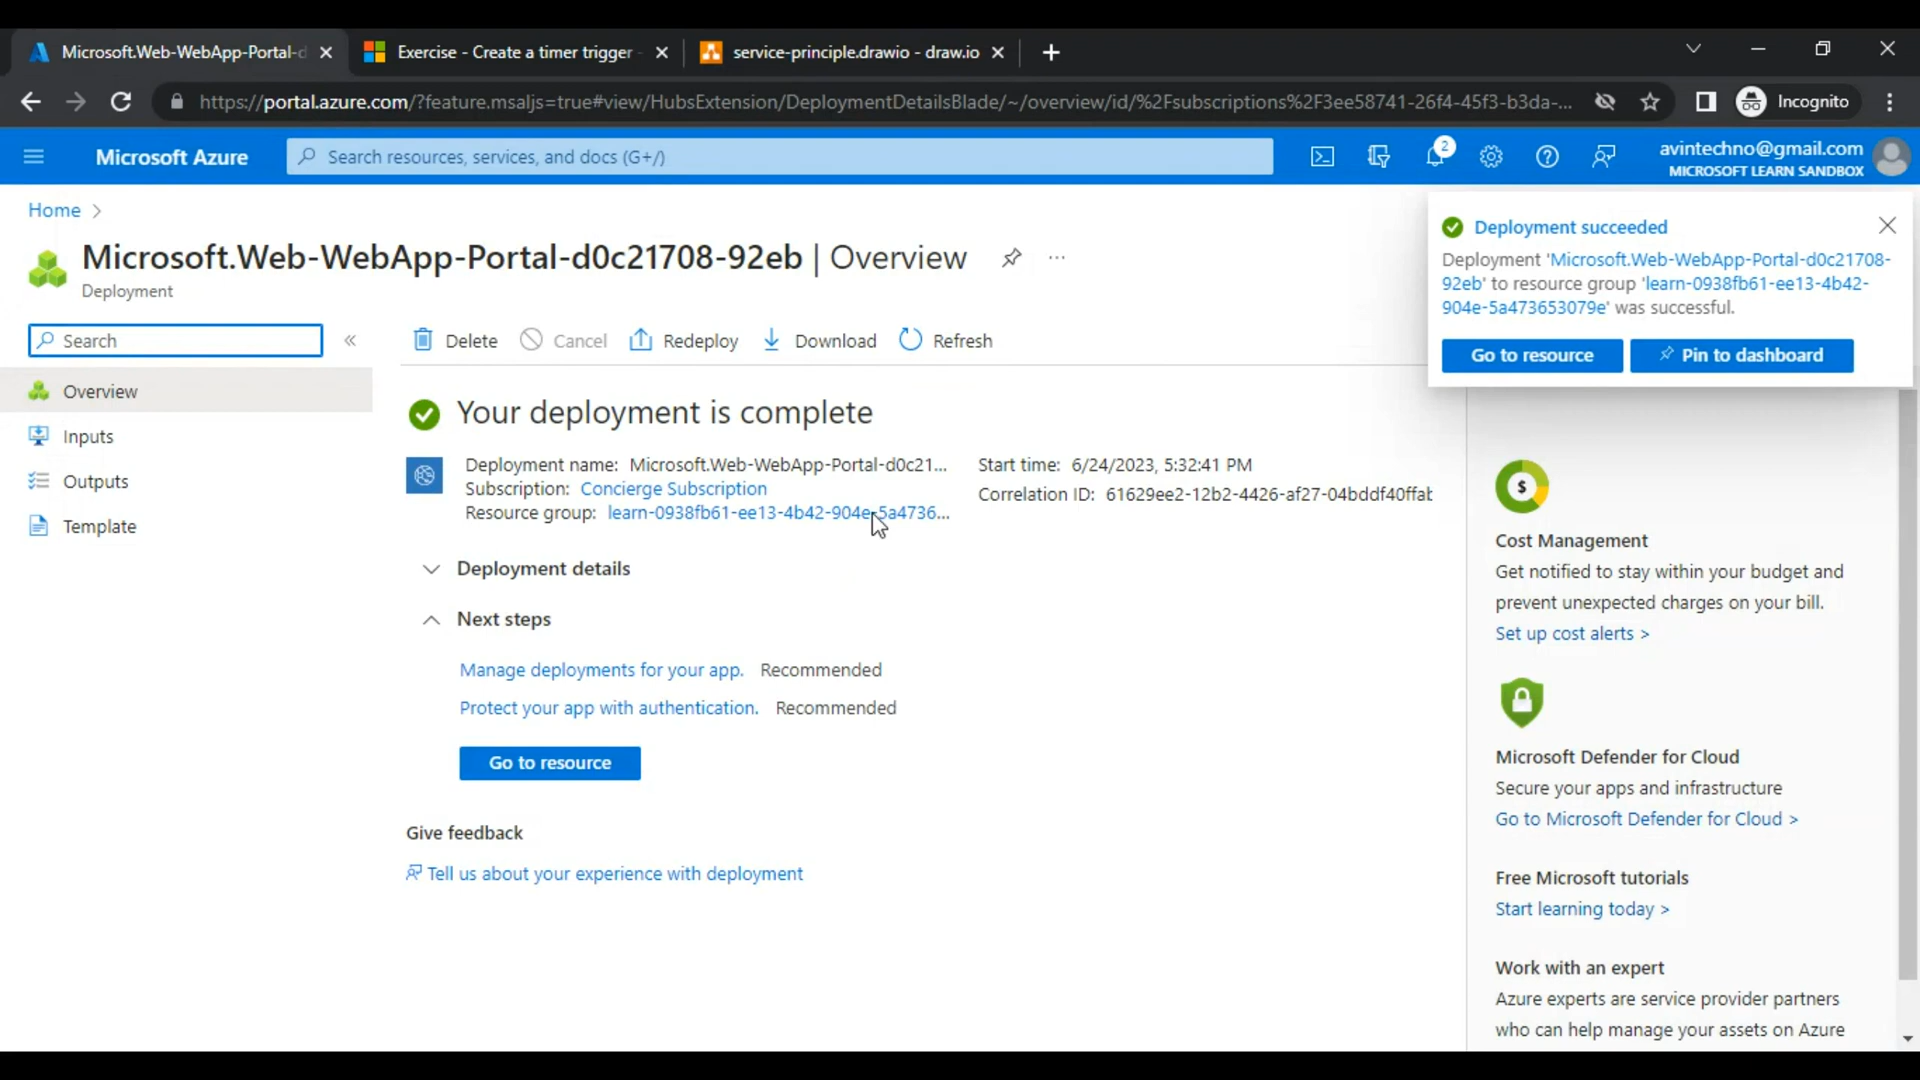 Microsoft.Web-WebApp-Portal-d
Exercise - Create a timer trigger
service-principle.drawio - draw.io
https://portal.azure.com/?feature.msaljs=true#view/HubsExtension/DeploymentDetailsBlade/~/overview/id/%2Fsubscriptions%2F3ee58741-26f4-45f3-b3da-...
Incognito
Microsoft Azure
Search resources, services, and docs (G+/)
2
avintechno@gmail.com
MICROSOFT LEARN SANDBOX
Home
Microsoft.Web-WebApp-Portal-d0c21708-92eb | Overview
Deployment
Search
Overview
Inputs
Outputs
Template
Delete
Cancel
Redeploy
Download
Refresh
Your deployment is complete
Deployment name: Microsoft.Web-WebApp-Portal-d0c21...
Subscription: Concierge Subscription
Resource group: learn-0938fb61-ee13-4b42-904e-5a4736...
Start time: 6/24/2023, 5:32:41 PM
Correlation ID: 61629ee2-12b2-4426-af27-04bddf40ffab
Deployment details
Next steps
Manage deployments for your app. Recommended
Protect your app with authentication. Recommended
Go to resource
Give feedback
Tell us about your experience with deployment
Deployment succeeded
Deployment 'Microsoft.Web-WebApp-Portal-d0c21708-
92eb' to resource group 'learn-0938fb61-ee13-4b42-
904e-5a473653079e' was successful.
Go to resource
Pin to dashboard
$
Cost Management
Get notified to stay within your budget and
prevent unexpected charges on your bill.
Set up cost alerts >
Microsoft Defender for Cloud
Secure your apps and infrastructure
Go to Microsoft Defender for Cloud >
Free Microsoft tutorials
Start learning today >
Work with an expert
Azure experts are service provider partners
who can help manage your assets on Azure